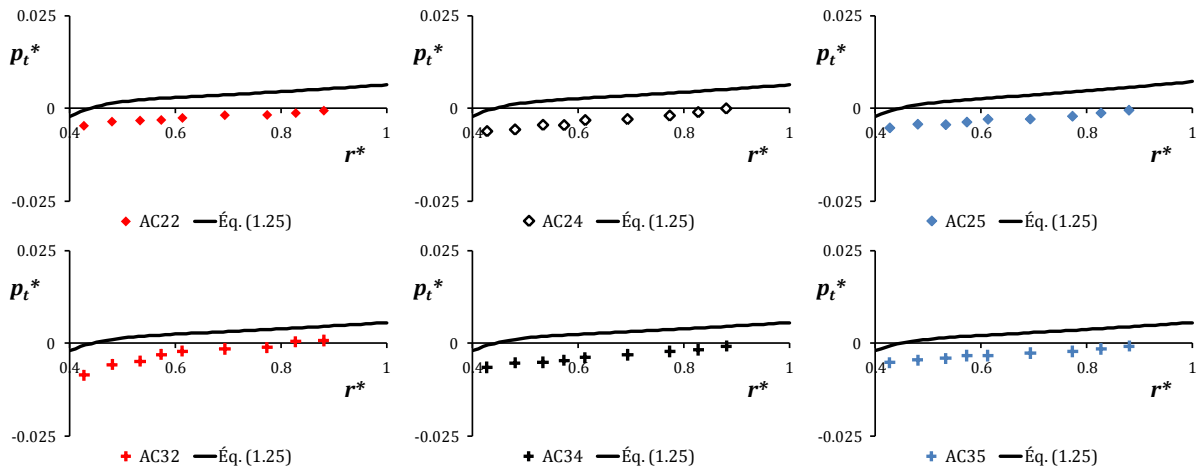 0.025 0.025 0.025
pt* pt* pt*
0 0 0
0.4 0.6 0.8 1 0.4 0.6 0.8 1 0.4 0.6 0.8 1
r* r* r*
-0.025 -0.025 -0.025
AC22 Éq. (1.25) AC24 Éq. (1.25) AC25 Éq. (1.25)
0.025 0.025 0.025
pt* pt* pt*
0 0 0
0.4 0.6 0.8 1 0.4 0.6 0.8 1 0.4 0.6 0.8 1
r* r* r*
-0.025 -0.025 -0.025
AC32 Éq. (1.25) AC34 Éq. (1.25) AC35 Éq. (1.25)